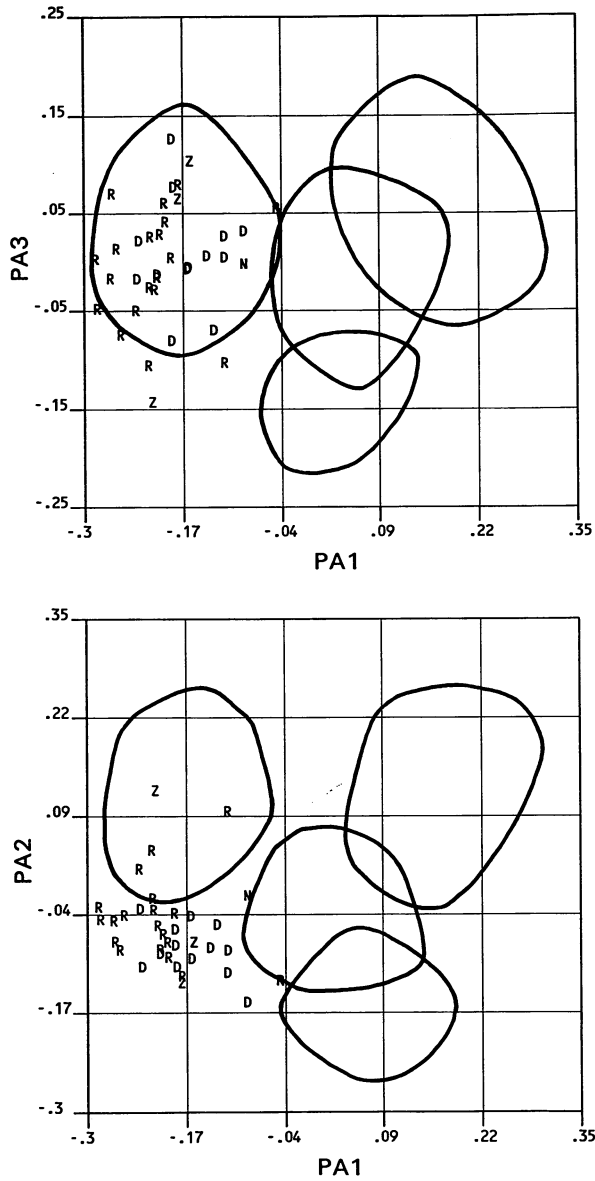 .25
.15
.05
-.05
-.15
-.25
PA3
D
Z
D R
R Z
R
R
D R R
D D
R
R R D D N
R R D D
R R
R R
R D D
R R
Z
-.3 -.17 -.04 .09 .22 .35
PA1
.35
.22
.09
-.04
-.17
-.3
PA2
Z
R
R
R
N
R D R R D
R R R
R D D
R
R R D Z D D
R D
D D D
R R
Z
D
-.3 -.17 -.04 .09 .22 .35
PA1